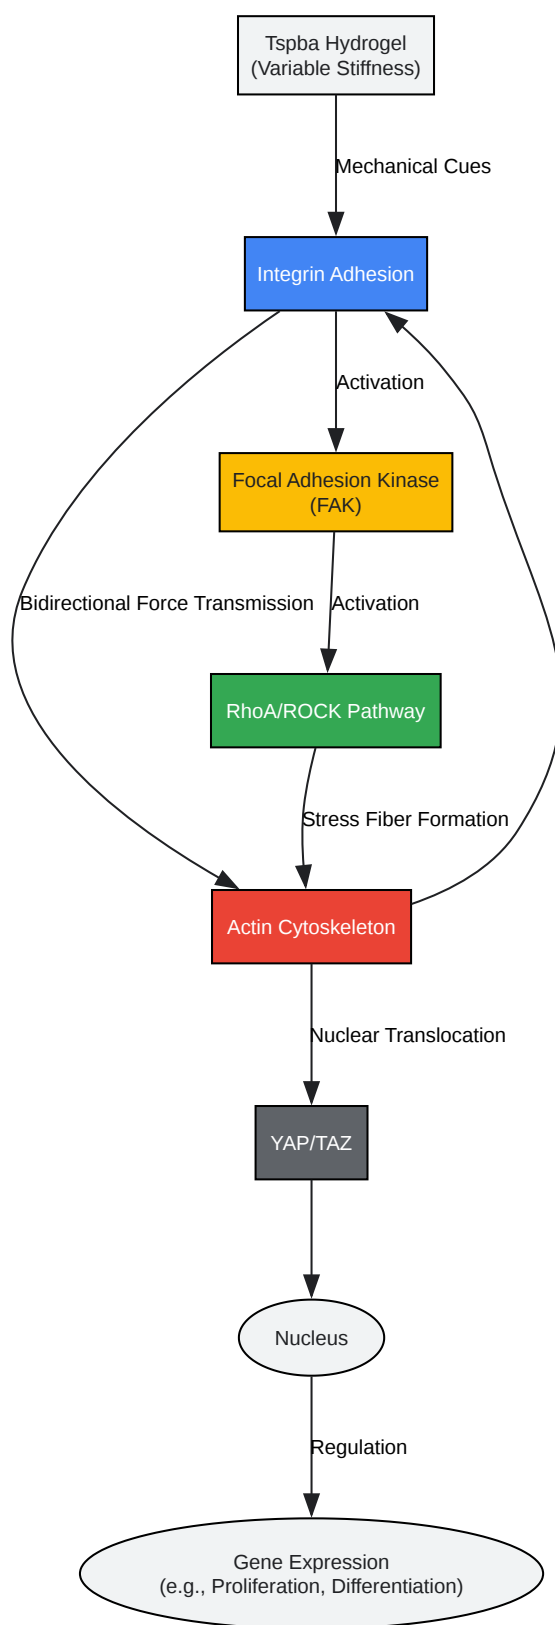 Tspba Hydrogel
(Variable Stiffness)
Mechanical Cues
Integrin Adhesion
Activation
Focal Adhesion Kinase
(FAK)
Bidirectional Force Transmission
Activation
RhoA/ROCK Pathway
Stress Fiber Formation
Actin Cytoskeleton
Nuclear Translocation
YAP/TAZ
Nucleus
Regulation
Gene Expression
(e.g., Proliferation, Differentiation)